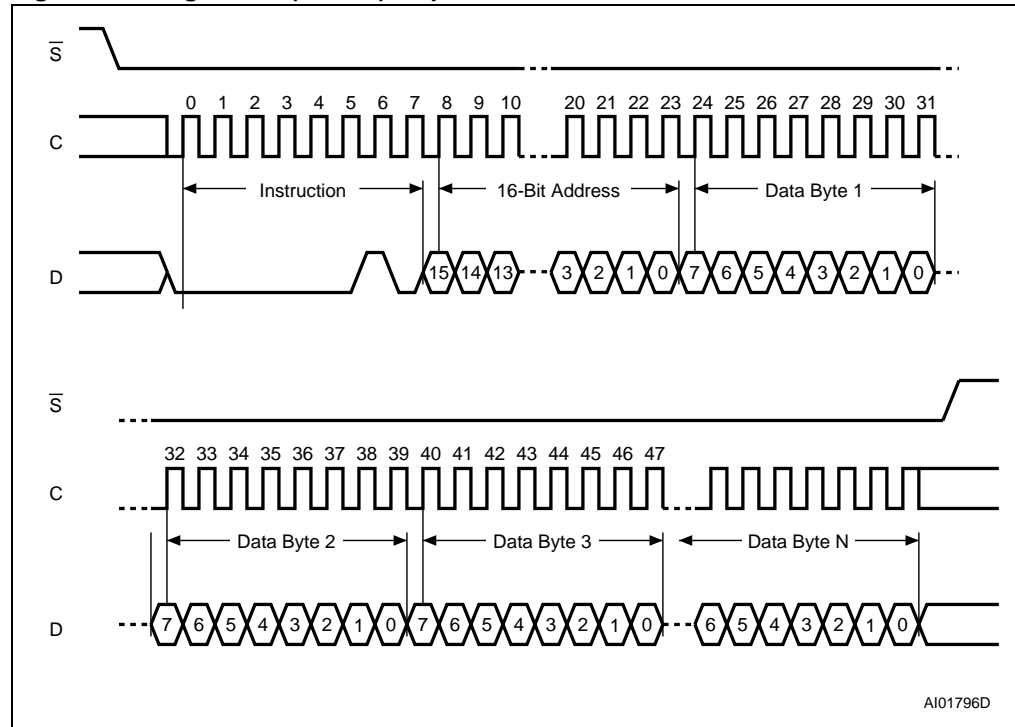 S
0 1 2 3 4 5 6 7 8 9 10 20 21 22 23 24 25 26 27 28 29 30 31
C
Instruction 16-Bit Address Data Byte 1
D 15 14 13 3 2 1 0 7 6 5 4 3 2 1 0
S
32 33 34 35 36 37 38 39 40 41 42 43 44 45 46 47
C
Data Byte 2 Data Byte 3 Data Byte N
D 7 6 5 4 3 2 1 0 7 6 5 4 3 2 1 0 6 5 4 3 2 1 0
AI01796D